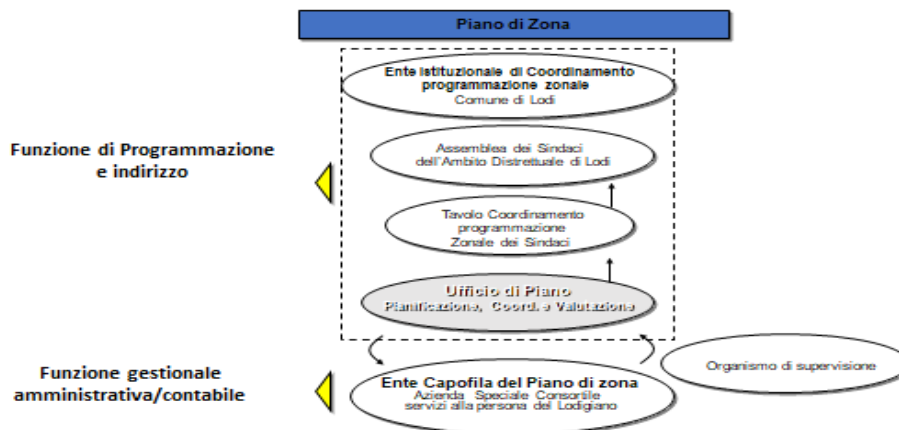 Piano di Zona
Ente Istituzionale di Coordinamento
programmazione zonale
Comune di Lodi
Funzione di Programmazione
e indirizzo
Assemblea dei Sindaci
dell'Ambito Distrettuale di Lodi
Tavolo Coordinamento
programmazione
Zonale dei Sindaci
Ufficio di Piano
Pianificazione, Coord. e Valutazione
Funzione gestionale
amministrativa/contabile
Ente Capofila del Piano di zona
Azienda Speciale Consortile
servizi alla persona del Lodigiano
Organismo di supervisione